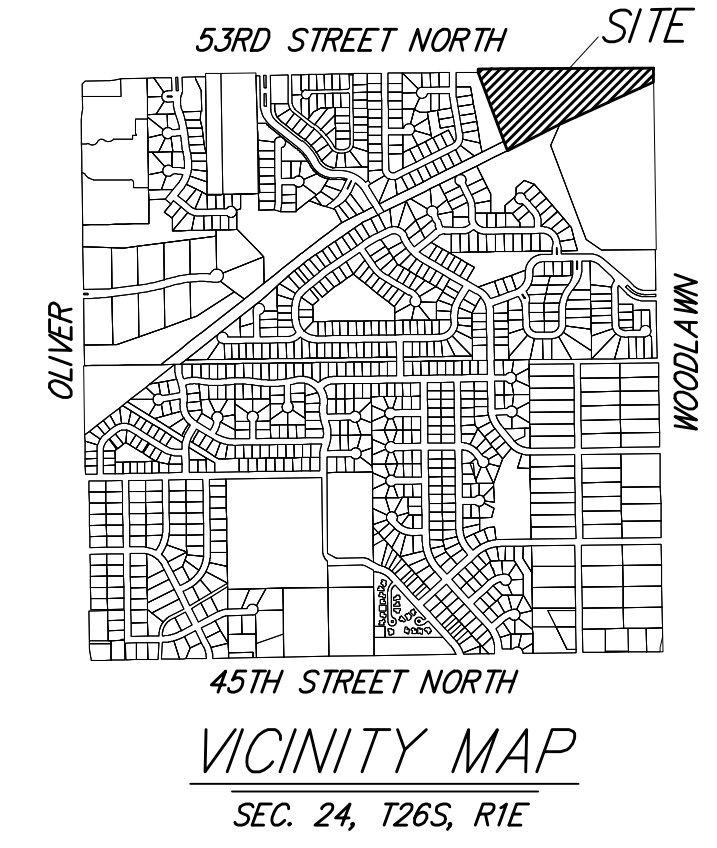 SITE
53RD STREET NORTH
OLIVER
WOODLAWN
45TH STREET NORTH
VICINITY MAP
SEC. 24, T26S, R1E